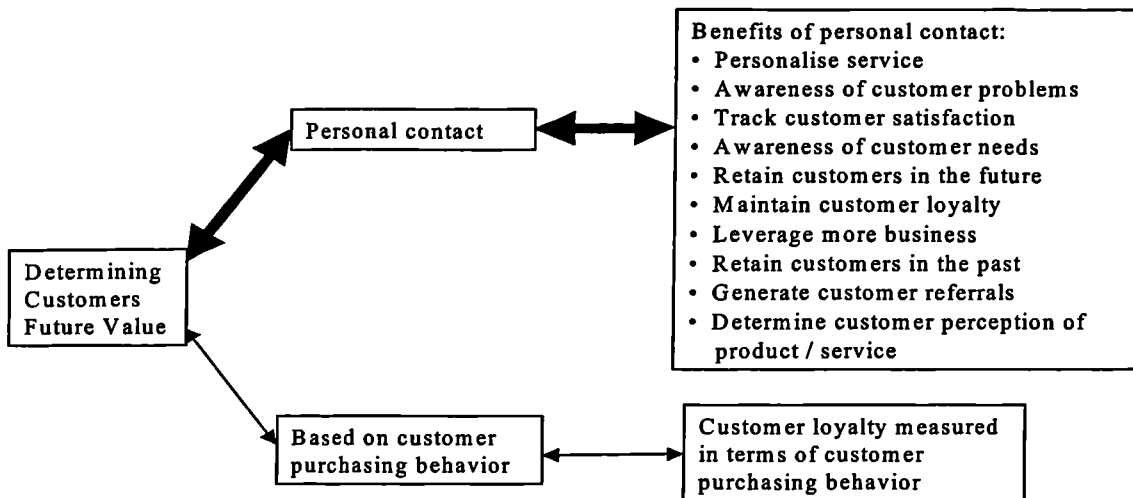 Benefits of personal contact:
• Personalise service
• Awareness of customer problems
• Track customer satisfaction
• Awareness of customer needs
• Retain customers in the future
• Maintain customer loyalty
• Leverage more business
• Retain customers in the past
• Generate customer referrals
• Determine customer perception of
product / service
Personal contact
Determining
Customers
Future Value
Based on customer
purchasing behavior
Customer loyalty measured
in terms of customer
purchasing behavior